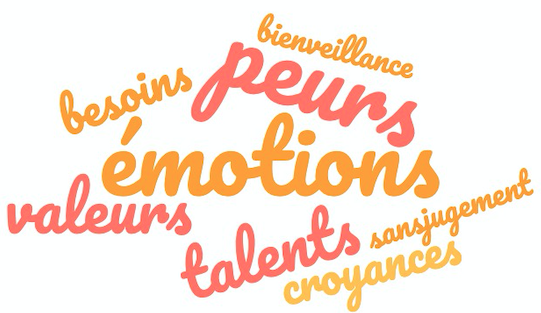 bienveillance
peurs
besoins
émotions
valeurs
talents
sansjugement
croyances